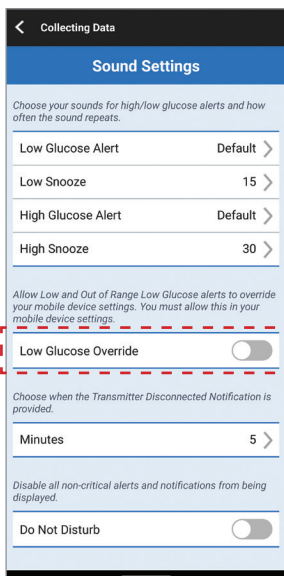 Collecting Data
Sound Settings
Choose your sounds for high/low glucose alerts and how
often the sound repeats.
Low Glucose Alert Default
Low Snooze 15
High Glucose Alert Default
High Snooze 30
Allow Low and Out of Range Low Glucose alerts to override
your mobile device settings. You must allow this in your
mobile device settings.
Low Glucose Override
Choose when the Transmitter Disconnected Notification is
provided.
Minutes 5
Disable all non-critical alerts and notifications from being
displayed.
Do Not Disturb